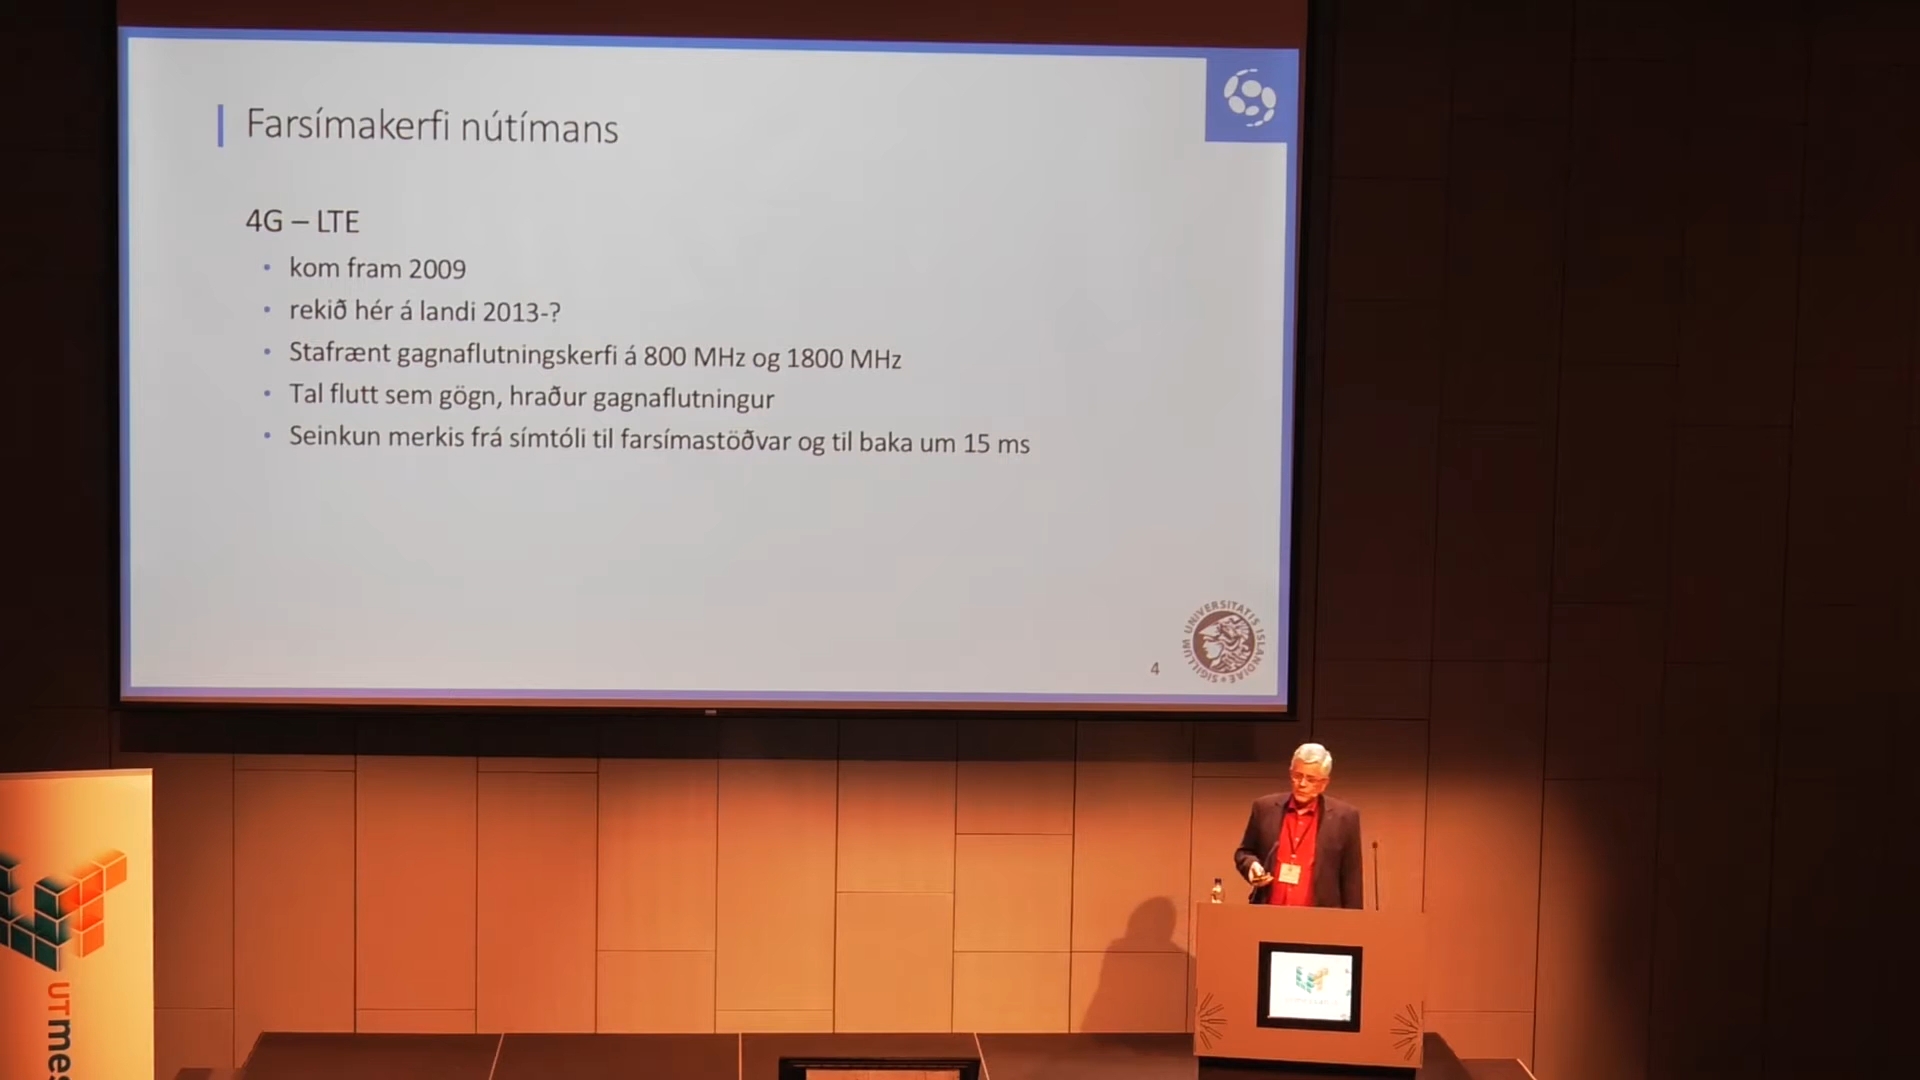 Farsímakerfi nútímans
4G – LTE
• kom fram 2009
• rekið hér á landi 2013-?
• Stafrænt gagnaflutningskerfi á 800 MHz og 1800 MHz
• Tal flutt sem gögn, hraður gagnaflutningur
• Seinkun merkis frá símtóli til farsímastöðvar og til baka um 15 ms
4
SIGILLUM UNIVERSITATIS ISLANDIAE
UTmes